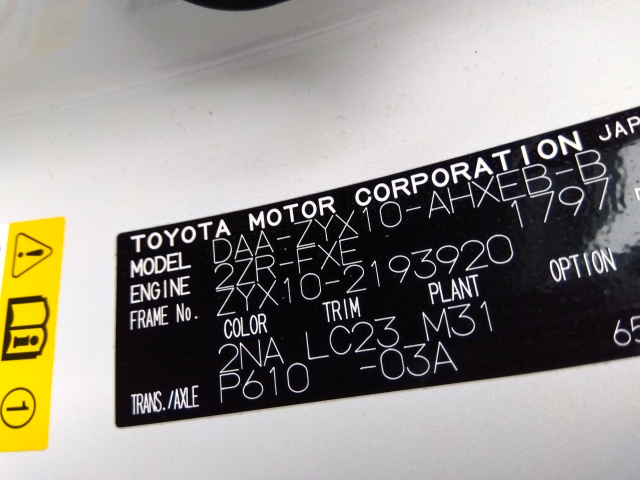 TOYOTA MOTOR CORPORATION JAP
MODEL DAA-ZYX10-AHXEB-B
ENGINE 2ZR-FXE 1797
FRAME No. ZYX10-2193920
COLOR TRIM PLANT OPTION
2NA LC23 M31
TRANS./AXLE P610 -03A 65
1